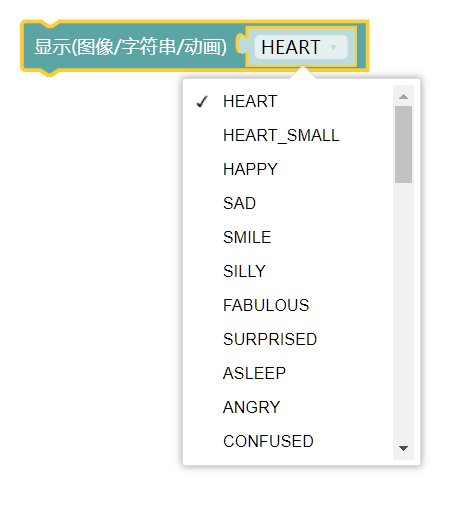 显示(图像/字符串/动画) HEART
HEART
HEART_SMALL
HAPPY
SAD
SMILE
SILLY
FABULOUS
SURPRISED
ASLEEP
ANGRY
CONFUSED